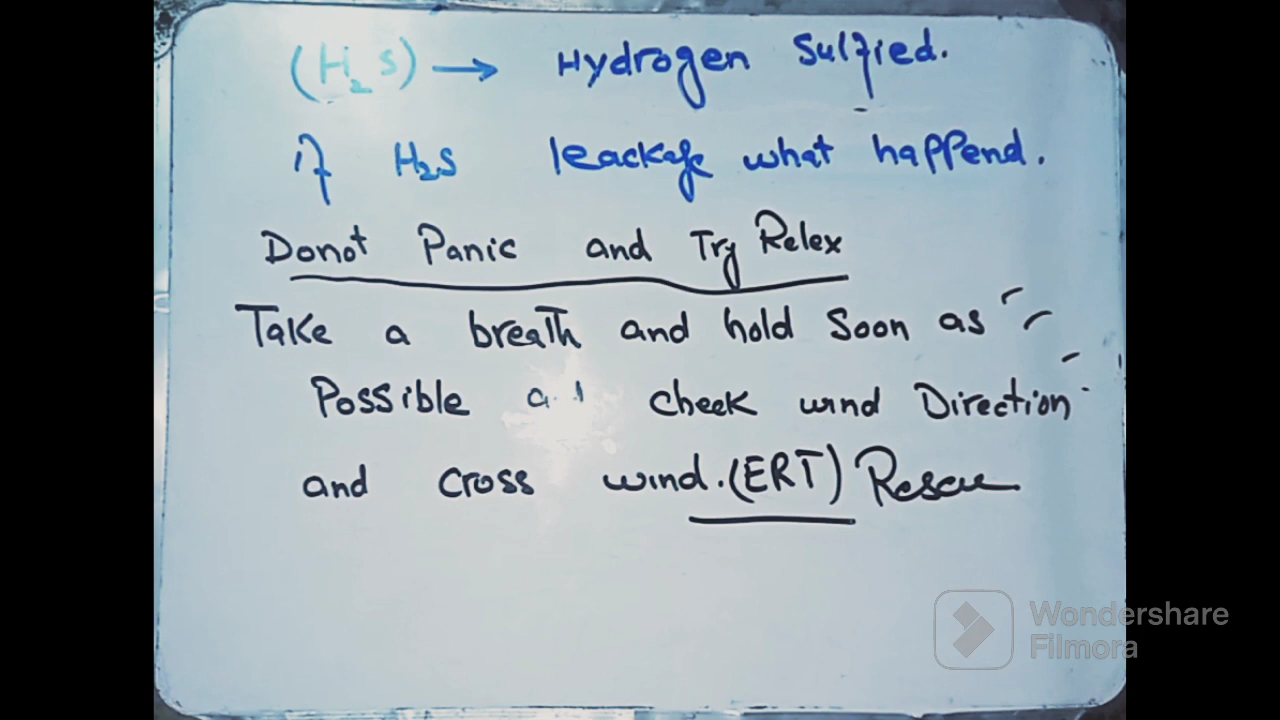 (H2S) → Hydrogen Sulfied.
if H2S leackage what happend.
Donot Panic and Try Relex
Take a breath and hold Soon as
Possible check wind Direction
and cross wind. (ERT) Rescue
Wondershare
Filmora